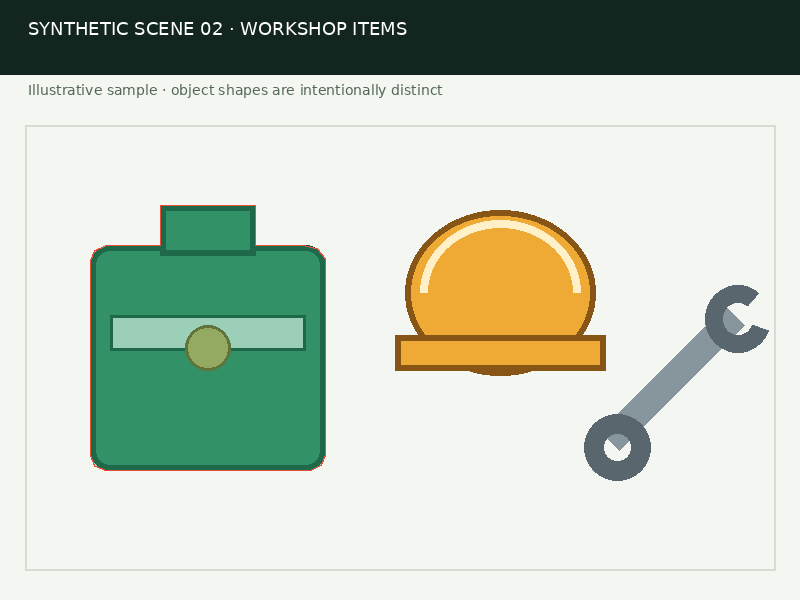 SYNTHETIC SCENE 02 · WORKSHOP ITEMS
Illustrative sample · object shapes are intentionally distinct